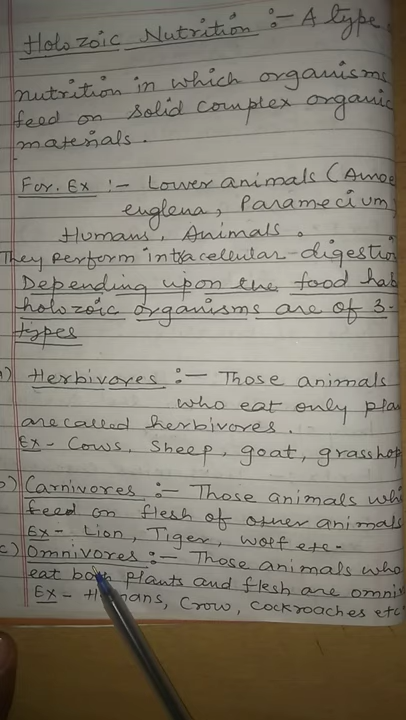 Holozoic Nutrition :- A type
nutrition in which organisms
feed on solid complex organic
materials.
For. Ex :- Lower animals (Amoe
euglena, Paramecium,
Humans, Animals.
They perform intracelular-digestion
Depending upon the food hab
holozoic organisms are of 3-
types
a) Herbivores :- Those animals
who eat only plan
are called herbivores.
Ex- Cows, Sheep, goat, grasshop
b) Carnivores :- Those animals who
feed on flesh of other animals
Ex- Lion, Tiger, wolf etc-
c) Omnivores :- Those animals who
eat both plants and flesh are omni
Ex - Humans, Crow, cockroaches etc